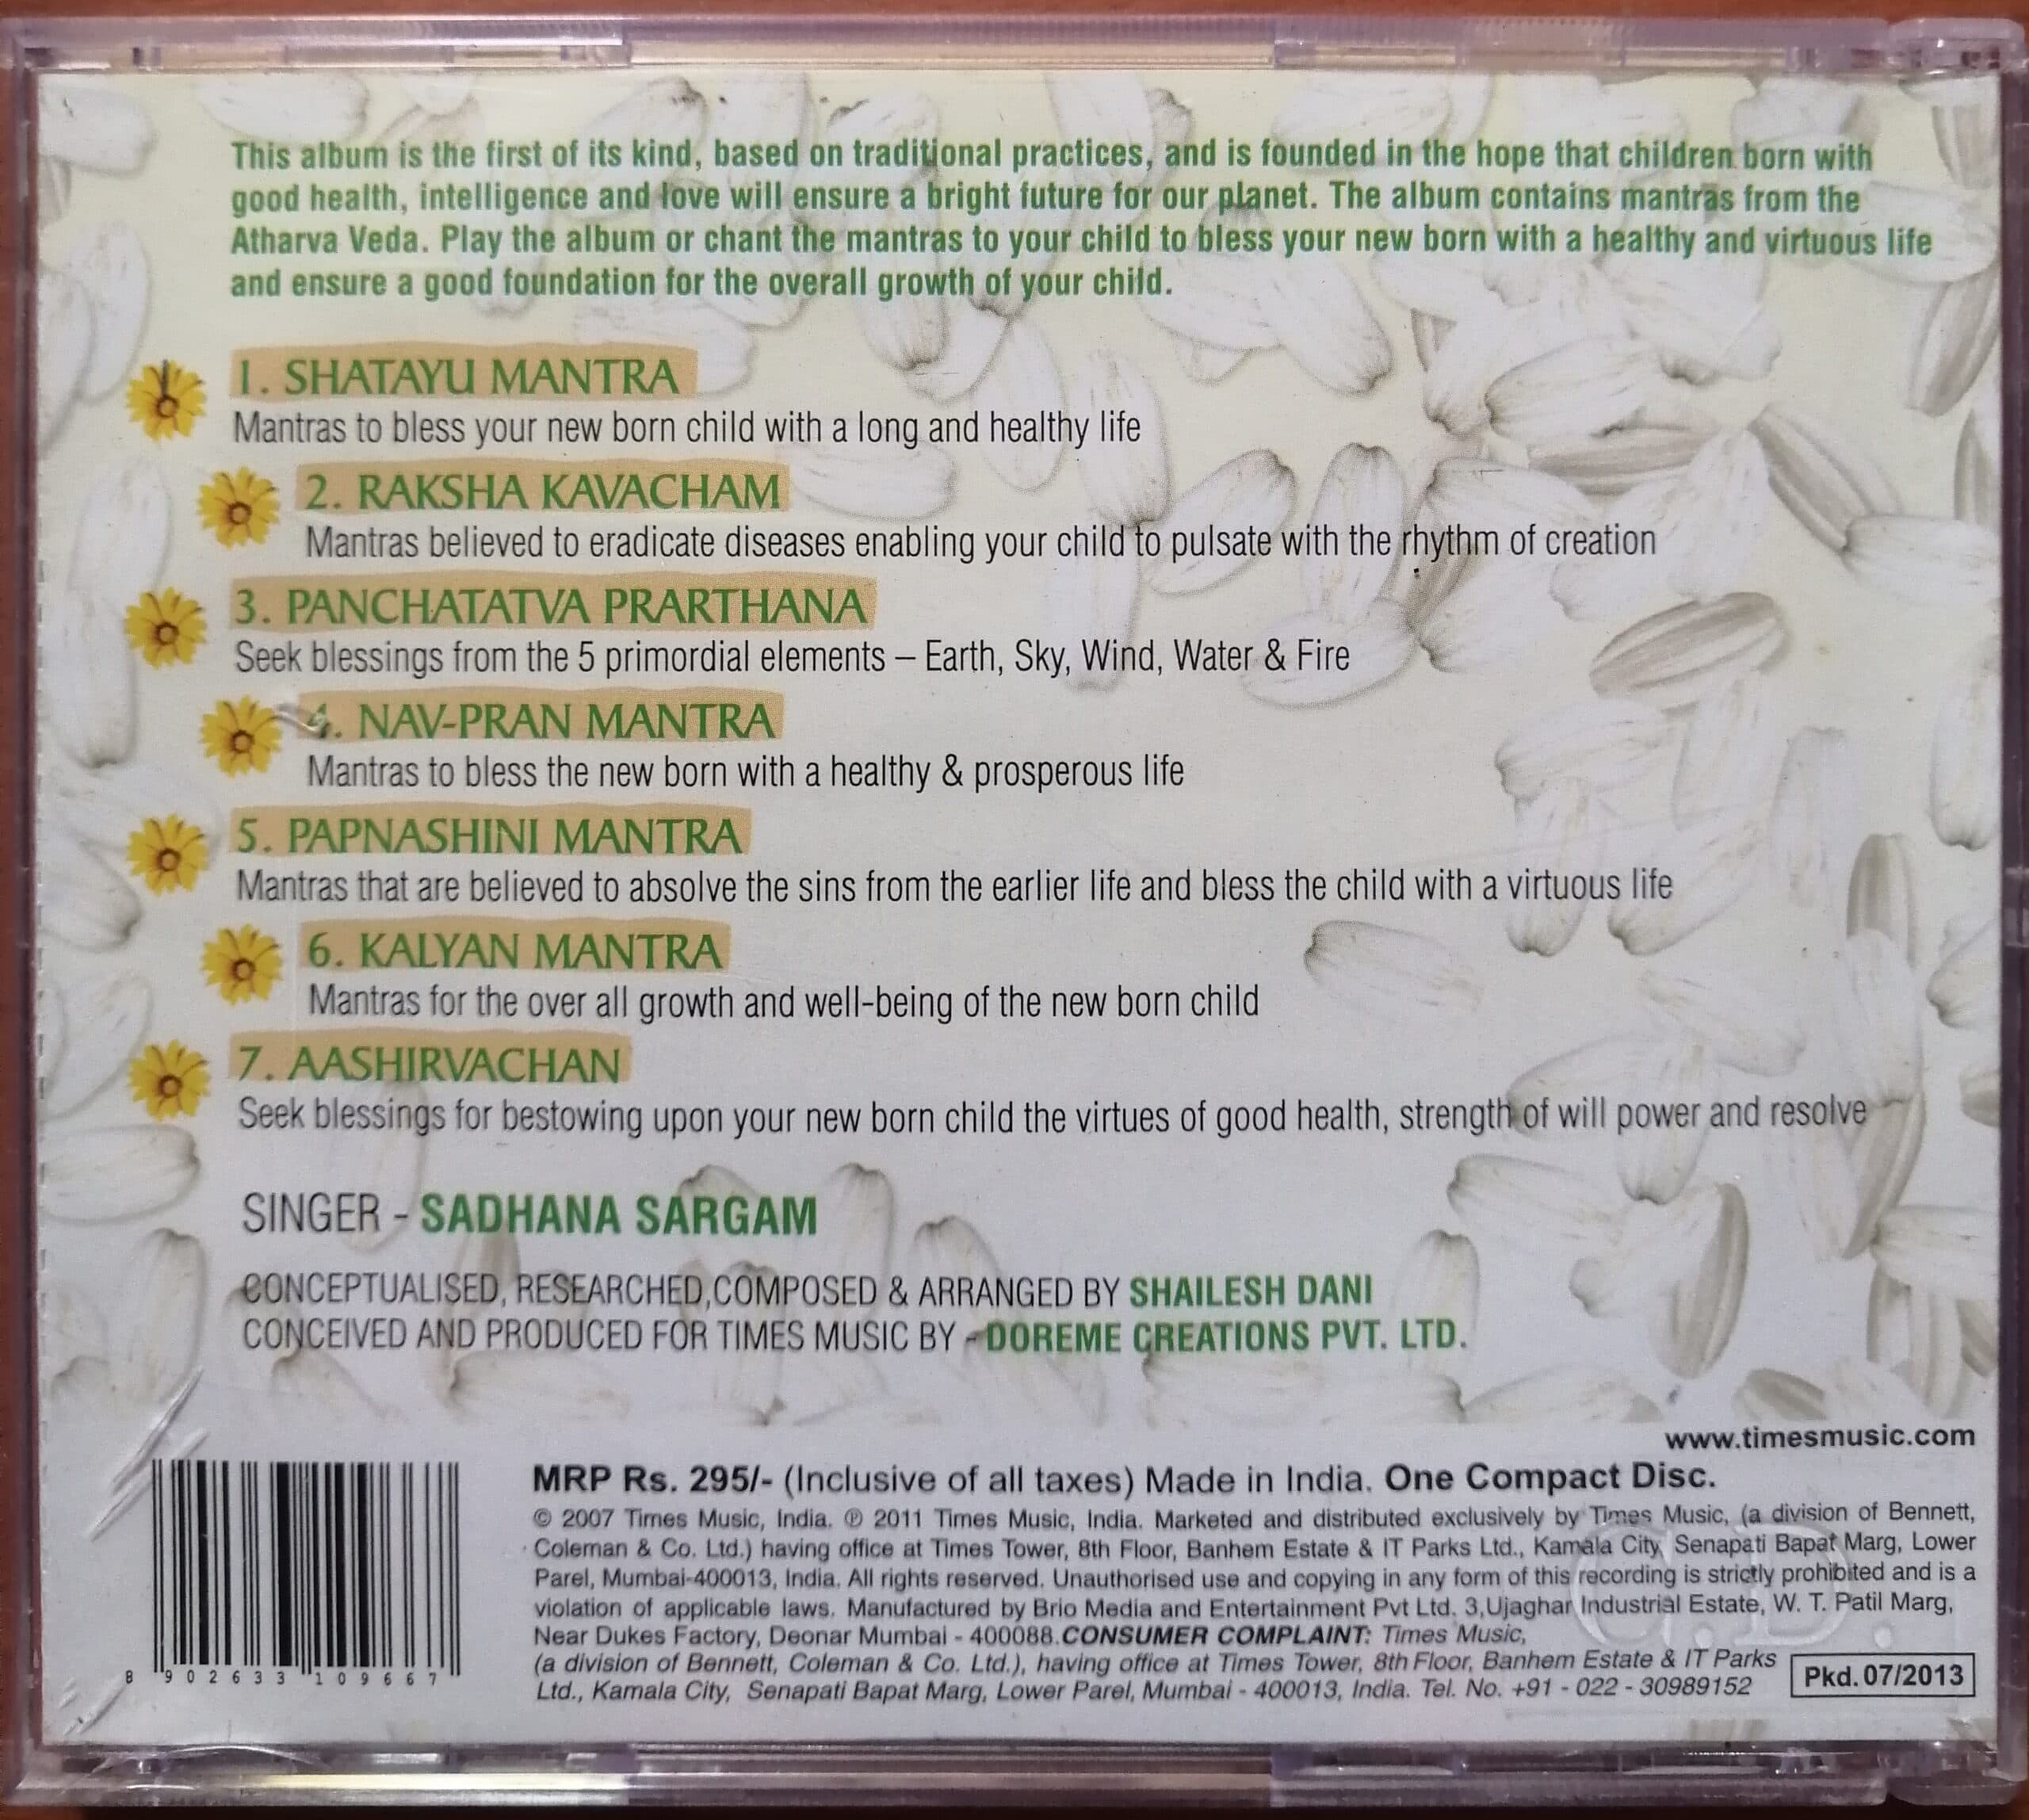 This album is the first of its kind, based on traditional practices, and is founded in the hope that children born with
good health, intelligence and love will ensure a bright future for our planet. The album contains mantras from the
Atharva Veda. Play the album or chant the mantras to your child to bless your new born with a healthy and virtuous life
and ensure a good foundation for the overall growth of your child.
1. SHATAYU MANTRA
Mantras to bless your new born child with a long and healthy life
2. RAKSHA KAVACHAM
Mantras believed to eradicate diseases enabling your child to pulsate with the rhythm of creation
3. PANCHATATVA PRARTHANA
Seek blessings from the 5 primordial elements – Earth, Sky, Wind, Water & Fire
4. NAV-PRAN MANTRA
Mantras to bless the new born with a healthy & prosperous life
5. PAPNASHINI MANTRA
Mantras that are believed to absolve the sins from the earlier life and bless the child with a virtuous life
6. KALYAN MANTRA
Mantras for the over all growth and well-being of the new born child
7. AASHIRVACHAN
Seek blessings for bestowing upon your new born child the virtues of good health, strength of will power and resolve
SINGER - SADHANA SARGAM
CONCEPTUALISED, RESEARCHED,COMPOSED & ARRANGED BY SHAILESH DANI
CONCEIVED AND PRODUCED FOR TIMES MUSIC BY - DOREME CREATIONS PVT. LTD.
www.timesmusic.com
MRP Rs. 295/- (Inclusive of all taxes) Made in India. One Compact Disc.
© 2007 Times Music, India. ℗ 2011 Times Music, India. Marketed and distributed exclusively by Times Music, (a division of Bennett,
Coleman & Co. Ltd.) having office at Times Tower, 8th Floor, Banhem Estate & IT Parks Ltd., Kamala City, Senapati Bapat Marg, Lower
Parel, Mumbai-400013, India. All rights reserved. Unauthorised use and copying in any form of this recording is strictly prohibited and is a
violation of applicable laws. Manufactured by Brio Media and Entertainment Pvt Ltd. 3,Ujaghar Industrial Estate, W. T. Patil Marg,
Near Dukes Factory, Deonar Mumbai - 400088.CONSUMER COMPLAINT: Times Music,
(a division of Bennett, Coleman & Co. Ltd.), having office at Times Tower, 8th Floor, Banhem Estate & IT Parks
Ltd., Kamala City, Senapati Bapat Marg, Lower Parel, Mumbai - 400013, India. Tel. No. +91 - 022 - 30989152
Pkd. 07/2013
8 902633 109667